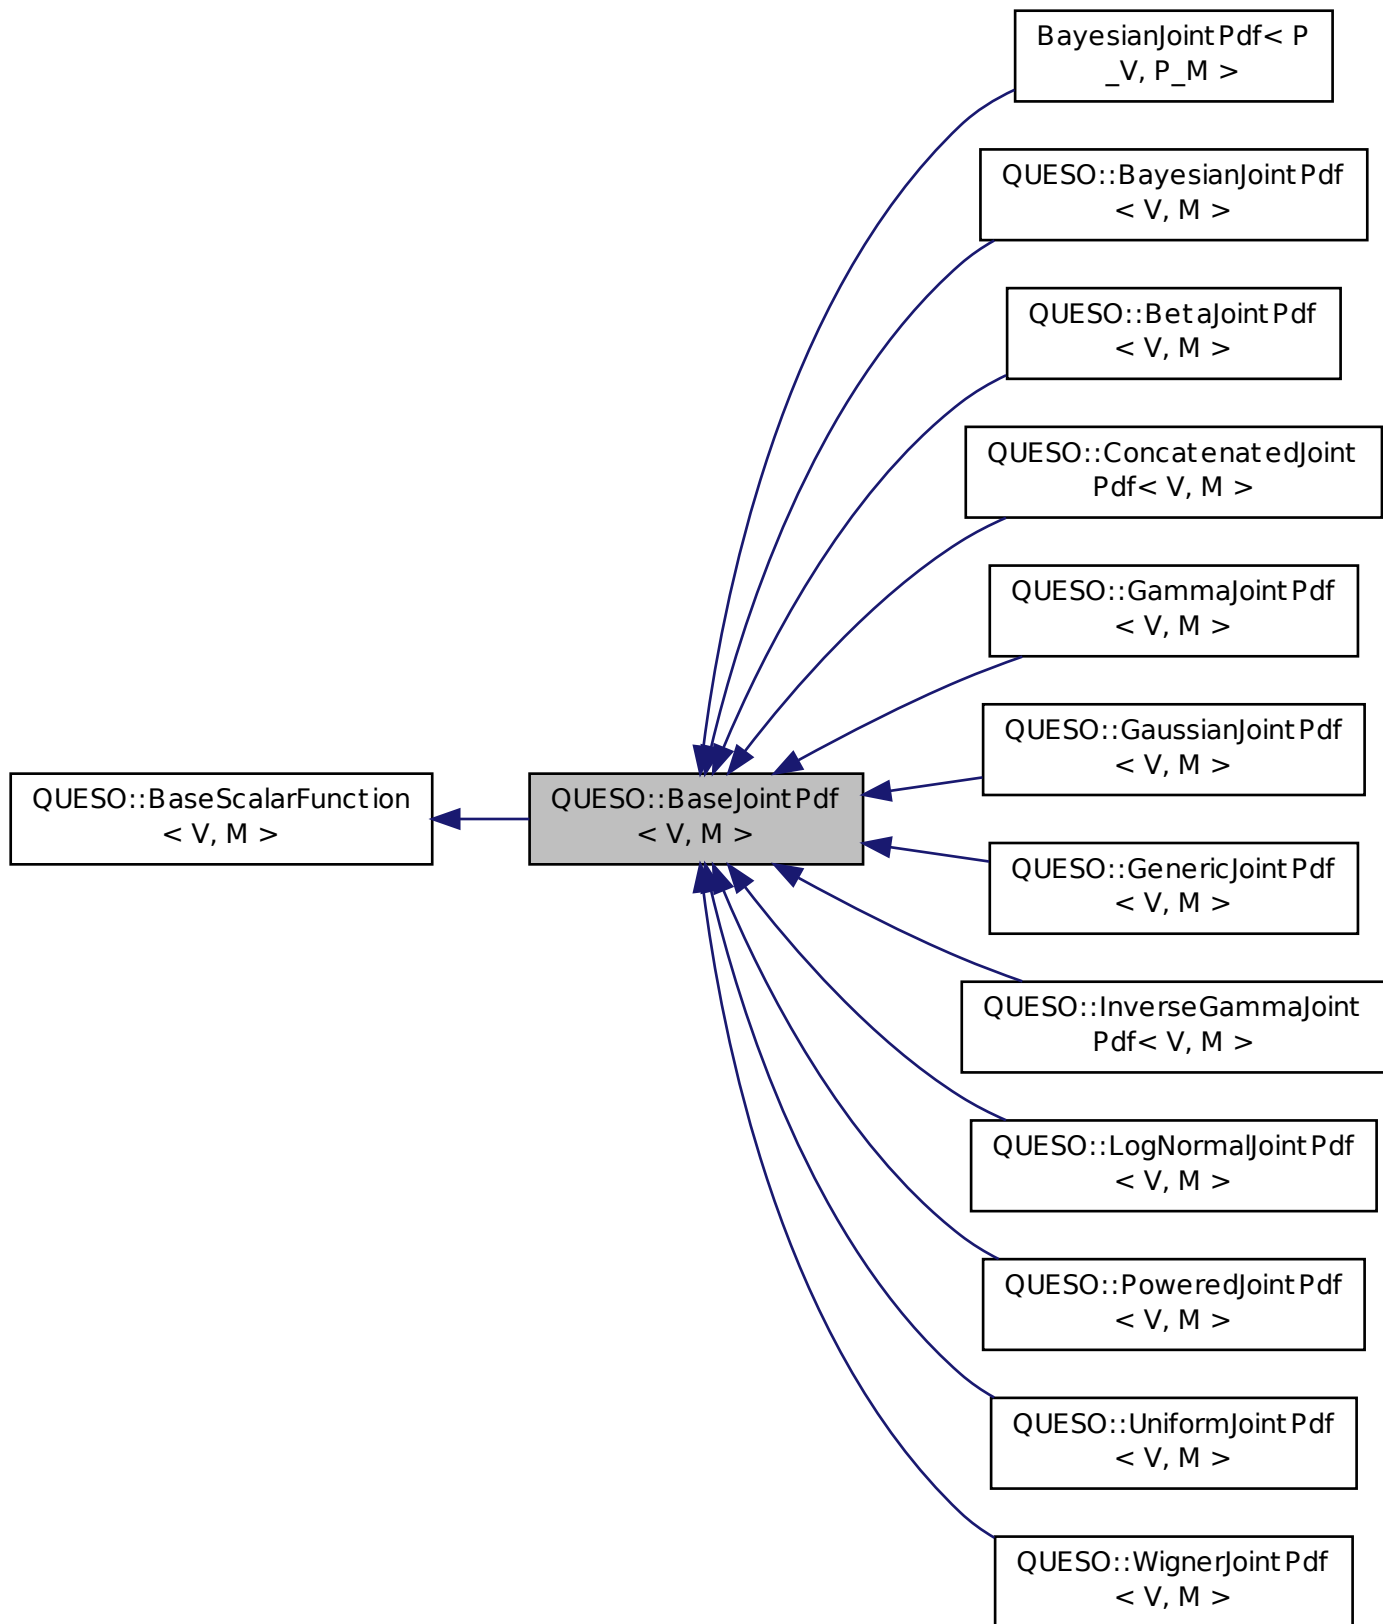 BayesianJointPdf< P
_V, P_M >
QUESO::BayesianJointPdf
< V, M >
QUESO::BetaJointPdf
< V, M >
QUESO::ConcatenatedJoint
Pdf< V, M >
QUESO::GammaJointPdf
< V, M >
QUESO::GaussianJointPdf
< V, M >
QUESO::BaseScalarFunction
< V, M >
QUESO::BaseJointPdf
< V, M >
QUESO::GenericJointPdf
< V, M >
QUESO::InverseGammaJoint
Pdf< V, M >
QUESO::LogNormalJointPdf
< V, M >
QUESO::PoweredJointPdf
< V, M >
QUESO::UniformJointPdf
< V, M >
QUESO::WignerJointPdf
< V, M >